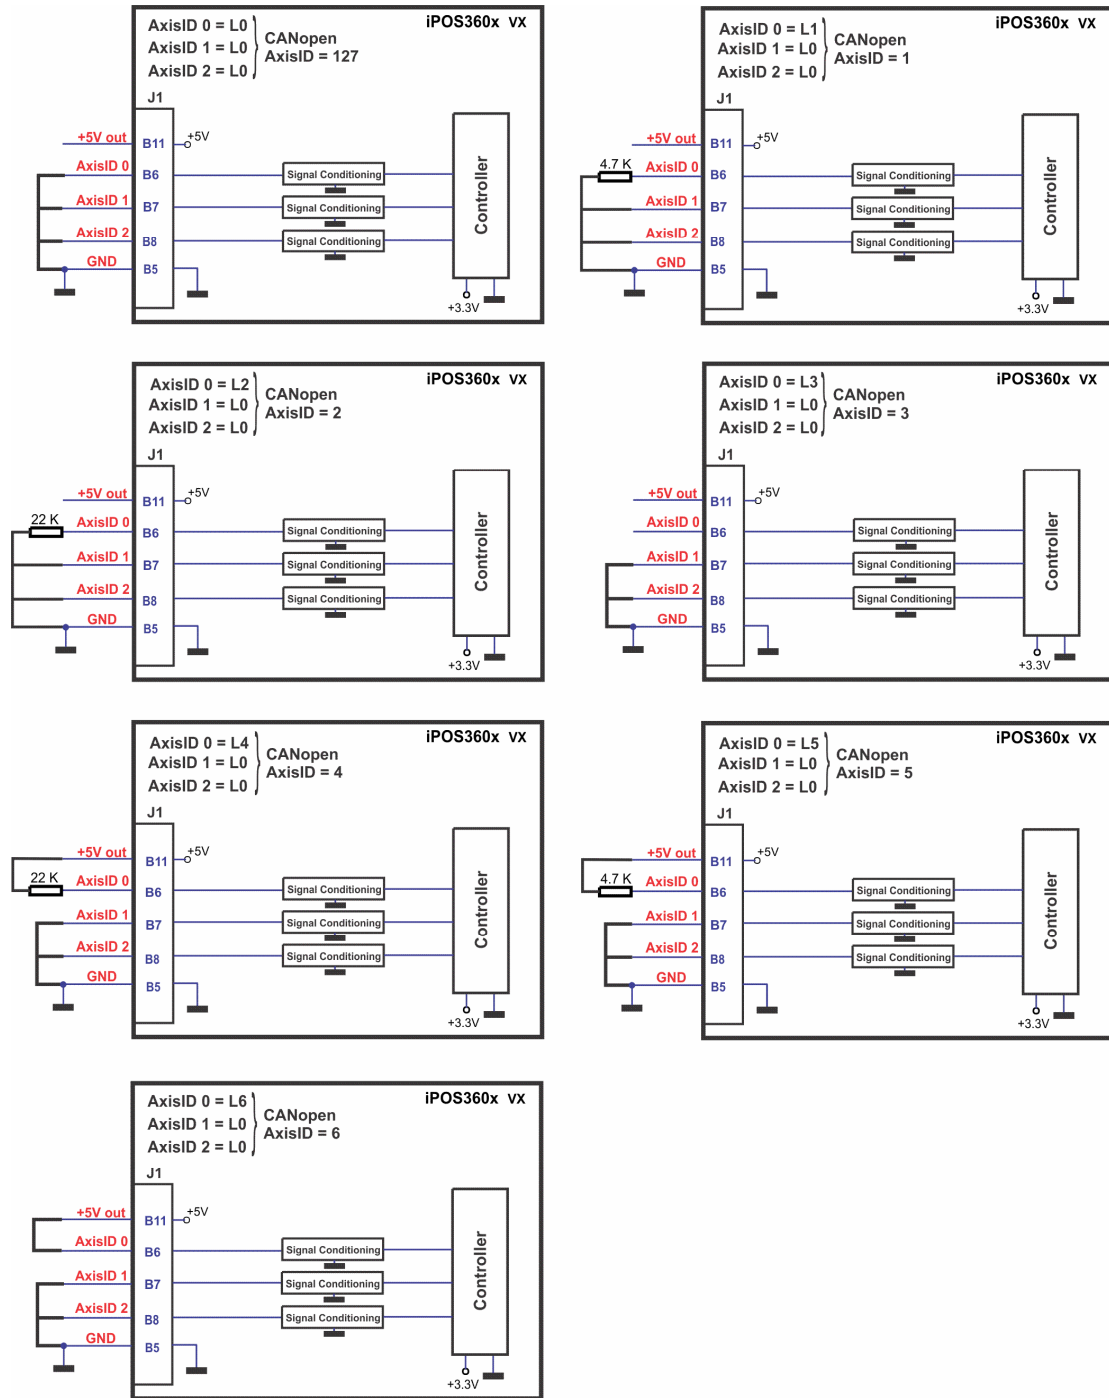 iPOS360x VX
AxisID 0 = L0
AxisID 1 = L0
AxisID 2 = L0
CANopen
AxisID = 127
J1
+5V out
B11
+5V
AxisID 0
B6
Signal Conditioning
AxisID 1
B7
Signal Conditioning
AxisID 2
B8
Signal Conditioning
GND
B5
Controller
+3.3V
iPOS360x VX
AxisID 0 = L1
AxisID 1 = L0
AxisID 2 = L0
CANopen
AxisID = 1
J1
+5V out
B11
+5V
4.7 K
AxisID 0
B6
Signal Conditioning
AxisID 1
B7
Signal Conditioning
AxisID 2
B8
Signal Conditioning
GND
B5
Controller
+3.3V
iPOS360x VX
AxisID 0 = L2
AxisID 1 = L0
AxisID 2 = L0
CANopen
AxisID = 2
J1
+5V out
B11
+5V
22 K
AxisID 0
B6
Signal Conditioning
AxisID 1
B7
Signal Conditioning
AxisID 2
B8
Signal Conditioning
GND
B5
Controller
+3.3V
iPOS360x VX
AxisID 0 = L3
AxisID 1 = L0
AxisID 2 = L0
CANopen
AxisID = 3
J1
+5V out
B11
+5V
AxisID 0
B6
Signal Conditioning
AxisID 1
B7
Signal Conditioning
AxisID 2
B8
Signal Conditioning
GND
B5
Controller
+3.3V
iPOS360x VX
AxisID 0 = L4
AxisID 1 = L0
AxisID 2 = L0
CANopen
AxisID = 4
J1
+5V out
B11
+5V
22 K
AxisID 0
B6
Signal Conditioning
AxisID 1
B7
Signal Conditioning
AxisID 2
B8
Signal Conditioning
GND
B5
Controller
+3.3V
iPOS360x VX
AxisID 0 = L5
AxisID 1 = L0
AxisID 2 = L0
CANopen
AxisID = 5
J1
+5V out
B11
+5V
4.7 K
AxisID 0
B6
Signal Conditioning
AxisID 1
B7
Signal Conditioning
AxisID 2
B8
Signal Conditioning
GND
B5
Controller
+3.3V
iPOS360x VX
AxisID 0 = L6
AxisID 1 = L0
AxisID 2 = L0
CANopen
AxisID = 6
J1
+5V out
B11
+5V
AxisID 0
B6
Signal Conditioning
AxisID 1
B7
Signal Conditioning
AxisID 2
B8
Signal Conditioning
GND
B5
Controller
+3.3V